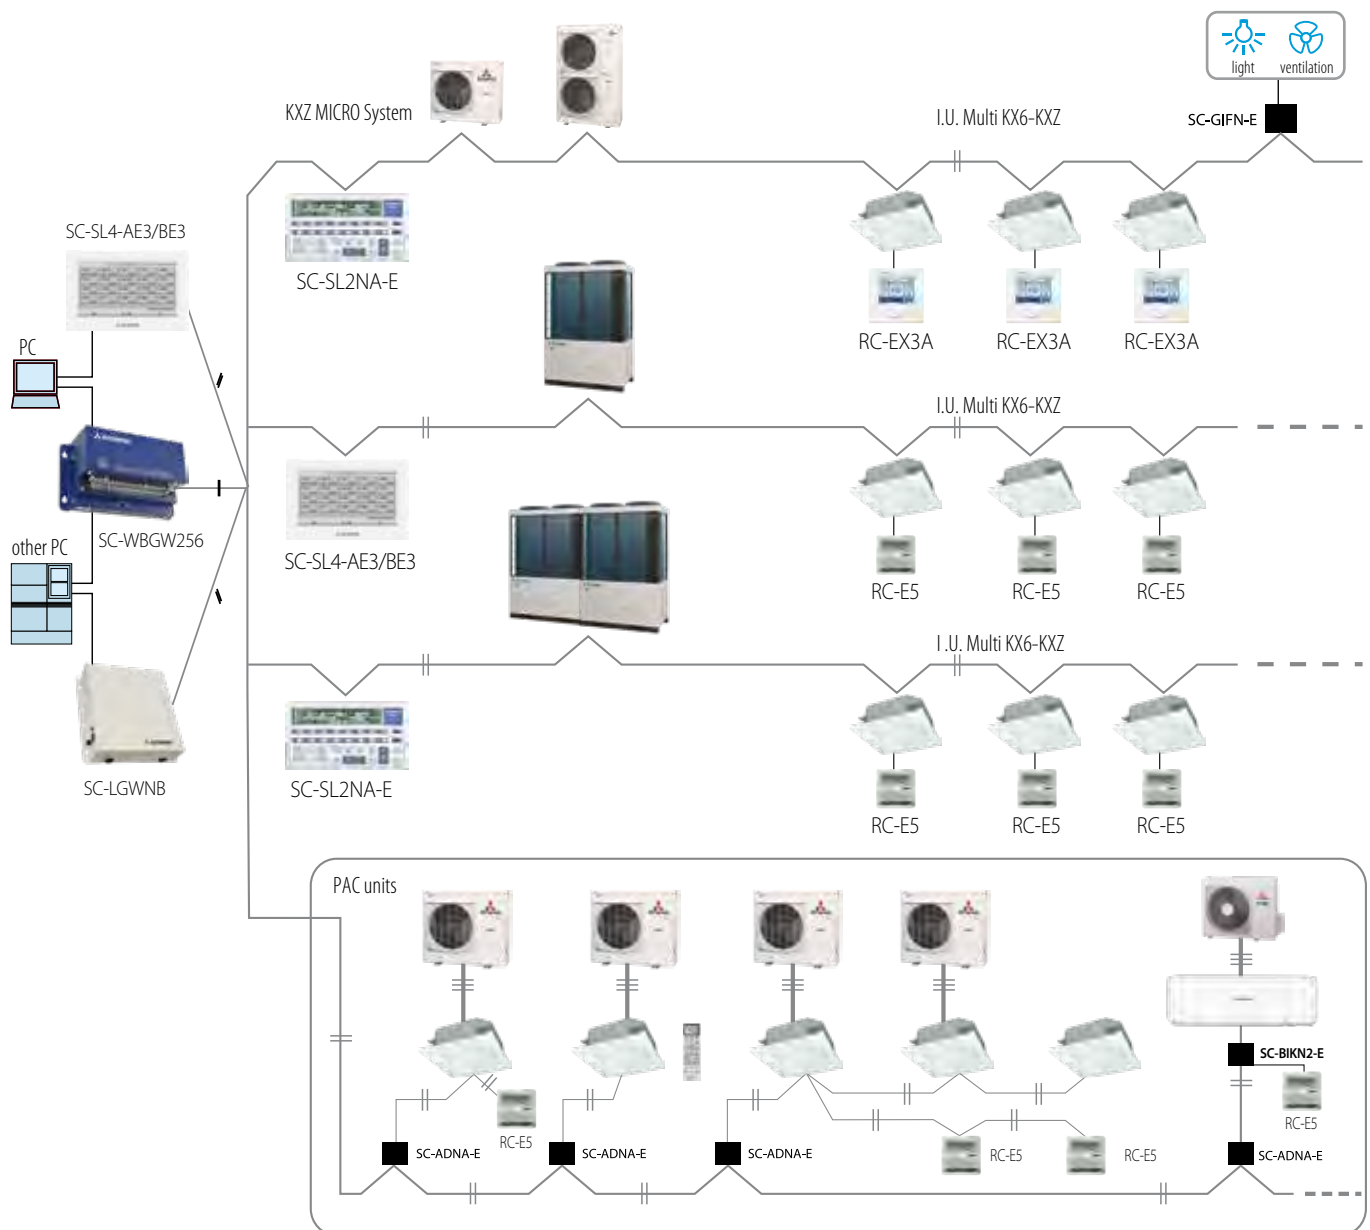 light
ventilation
KXZ MICRO System
I.U. Multi KX6-KXZ
SC-GIFN-E
SC-SL4-AE3/BE3
SC-SL2NA-E
RC-EX3A
RC-EX3A
RC-EX3A
PC
I.U. Multi KX6-KXZ
SC-WBGW256
other PC
SC-SL4-AE3/BE3
RC-E5
RC-E5
RC-E5
I .U. Multi KX6-KXZ
SC-LGWNB
SC-SL2NA-E
RC-E5
RC-E5
RC-E5
PAC units
SC-BIKN2-E
RC-E5
RC-E5
SC-ADNA-E
SC-ADNA-E
SC-ADNA-E
RC-E5
RC-E5
SC-ADNA-E